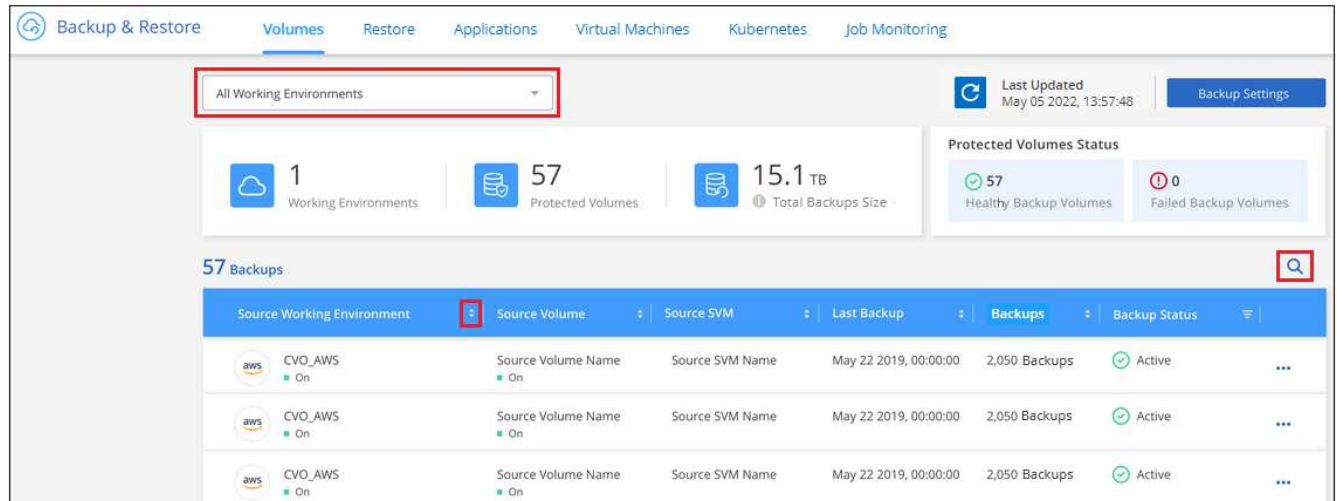 Backup & Restore Volumes Restore Applications Virtual Machines Kubernetes Job Monitoring
All Working Environments
Last Updated
May 05 2022, 13:57:48
Backup Settings
1
Working Environments
57
Protected Volumes
15.1 TB
Total Backups Size
Protected Volumes Status
57
Healthy Backup Volumes
0
Failed Backup Volumes
57 Backups
Source Working Environment Source Volume Source SVM Last Backup Backups Backup Status
aws CVO_AWS Source Volume Name Source SVM Name May 22 2019, 00:00:00 2,050 Backups Active
On On
aws CVO_AWS Source Volume Name Source SVM Name May 22 2019, 00:00:00 2,050 Backups Active
On On
aws CVO_AWS Source Volume Name Source SVM Name May 22 2019, 00:00:00 2,050 Backups Active
On On